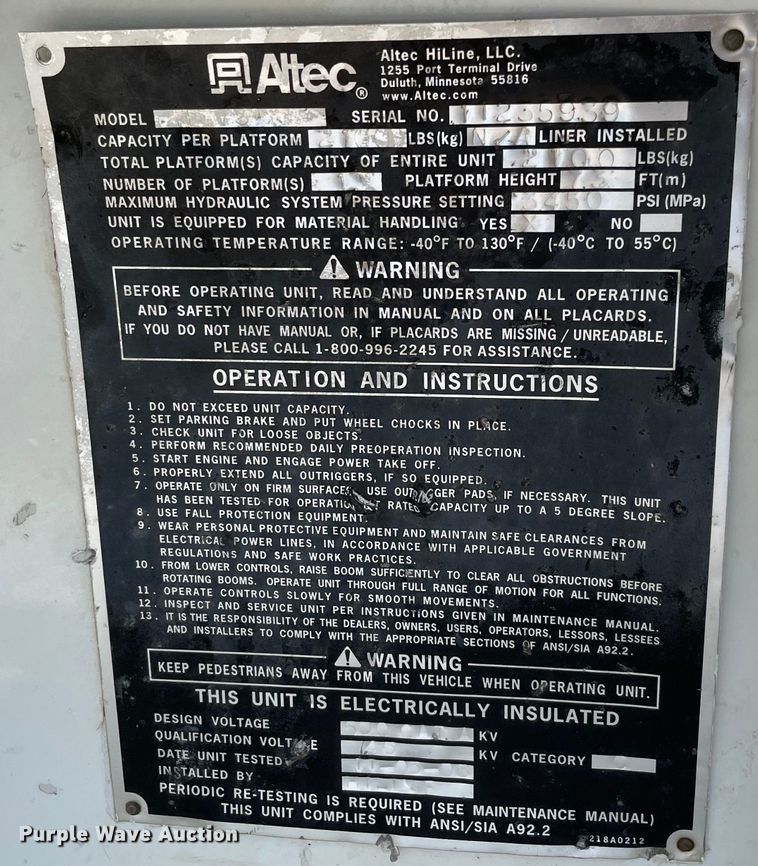 Altec®
Altec HiLine, LLC.
1255 Port Terminal Drive
Duluth, Minnesota 55816
www.Altec.com
MODEL SERIAL NO.
CAPACITY PER PLATFORM LBS(kg) LINER INSTALLED
TOTAL PLATFORM(S) CAPACITY OF ENTIRE UNIT LBS(kg)
NUMBER OF PLATFORM(S) PLATFORM HEIGHT FT(m)
MAXIMUM HYDRAULIC SYSTEM PRESSURE SETTING PSI (MPa)
UNIT IS EQUIPPED FOR MATERIAL HANDLING YES NO
OPERATING TEMPERATURE RANGE: -40°F TO 130°F / (-40°C TO 55°C)
WARNING
BEFORE OPERATING UNIT, READ AND UNDERSTAND ALL OPERATING
AND SAFETY INFORMATION IN MANUAL AND ON ALL PLACARDS.
IF YOU DO NOT HAVE MANUAL OR, IF PLACARDS ARE MISSING / UNREADABLE,
PLEASE CALL 1-800-996-2245 FOR ASSISTANCE.
OPERATION AND INSTRUCTIONS
1. DO NOT EXCEED UNIT CAPACITY.
2. SET PARKING BRAKE AND PUT WHEEL CHOCKS IN PLACE.
3. CHECK UNIT FOR LOOSE OBJECTS.
4. PERFORM RECOMMENDED DAILY PREOPERATION INSPECTION.
5. START ENGINE AND ENGAGE POWER TAKE OFF.
6. PROPERLY EXTEND ALL OUTRIGGERS, IF SO EQUIPPED.
7. OPERATE ONLY ON FIRM SURFACES. USE OUTRIGGER PADS, IF NECESSARY. THIS UNIT
HAS BEEN TESTED FOR OPERATION AT RATED CAPACITY UP TO A 5 DEGREE SLOPE.
8. USE FALL PROTECTION EQUIPMENT.
9. WEAR PERSONAL PROTECTIVE EQUIPMENT AND MAINTAIN SAFE CLEARANCES FROM
ELECTRICAL POWER LINES, IN ACCORDANCE WITH APPLICABLE GOVERNMENT
REGULATIONS AND SAFE WORK PRACTICES.
10. FROM LOWER CONTROLS, RAISE BOOM SUFFICIENTLY TO CLEAR ALL OBSTRUCTIONS BEFORE
ROTATING BOOMS. OPERATE UNIT THROUGH FULL RANGE OF MOTION FOR ALL FUNCTIONS.
11. OPERATE CONTROLS SLOWLY FOR SMOOTH MOVEMENTS.
12. INSPECT AND SERVICE UNIT PER INSTRUCTIONS GIVEN IN MAINTENANCE MANUAL.
13. IT IS THE RESPONSIBILITY OF THE DEALERS, OWNERS, USERS, OPERATORS, LESSORS, LESSEES
AND INSTALLERS TO COMPLY WITH THE APPROPRIATE SECTIONS OF ANSI/SIA A92.2.
WARNING
KEEP PEDESTRIANS AWAY FROM THIS VEHICLE WHEN OPERATING UNIT.
THIS UNIT IS ELECTRICALLY INSULATED
DESIGN VOLTAGE KV
QUALIFICATION VOLTAGE KV CATEGORY
DATE UNIT TESTED
INSTALLED BY
PERIODIC RE-TESTING IS REQUIRED (SEE MAINTENANCE MANUAL)
THIS UNIT COMPLIES WITH ANSI/SIA A92.2
218A0212
Purple Wave Auction